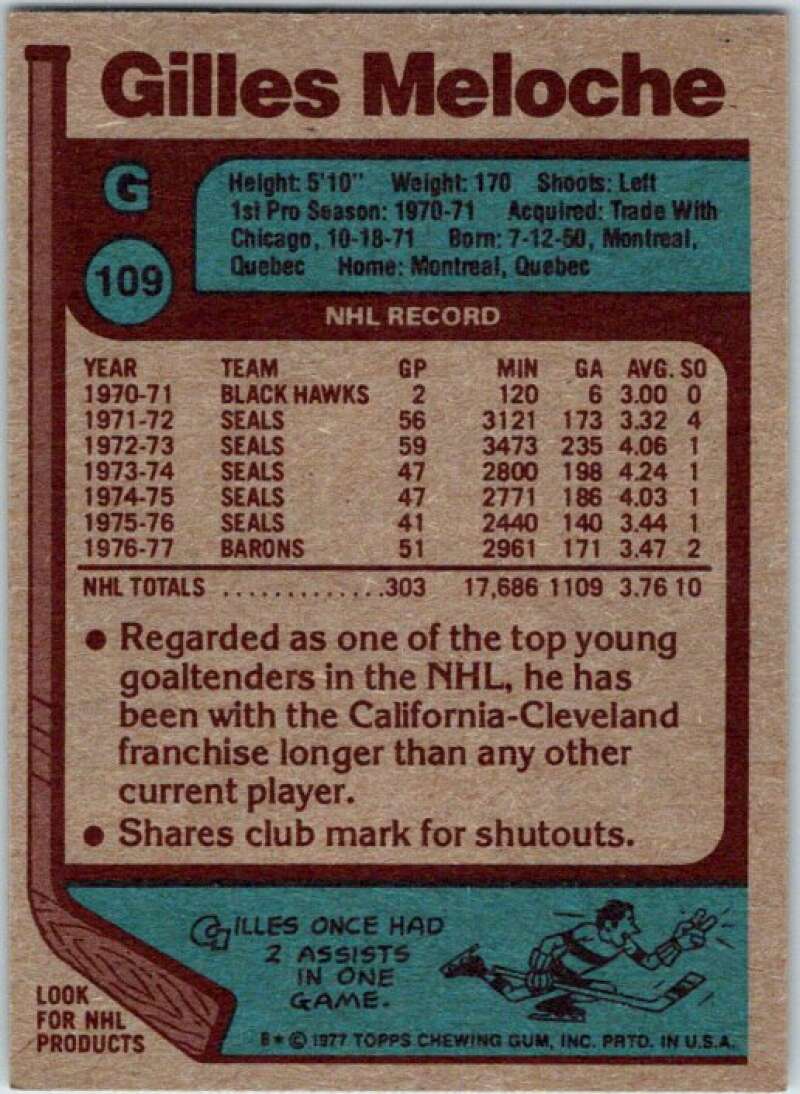 Gilles Meloche
G
109
Height: 5'10" Weight: 170 Shoots: Left
1st Pro Season: 1970-71 Acquired: Trade With
Chicago, 10-18-71 Born: 7-12-50, Montreal,
Quebec Home: Montreal, Quebec
NHL RECORD
YEAR TEAM GP MIN GA AVG. SO
1970-71 BLACK HAWKS 2 120 6 3.00 0
1971-72 SEALS 56 3121 173 3.32 4
1972-73 SEALS 59 3473 235 4.06 1
1973-74 SEALS 47 2800 198 4.24 1
1974-75 SEALS 47 2771 186 4.03 1
1975-76 SEALS 41 2440 140 3.44 1
1976-77 BARONS 51 2961 171 3.47 2
NHL TOTALS .............303 17,686 1109 3.76 10
● Regarded as one of the top young
goaltenders in the NHL, he has
been with the California-Cleveland
franchise longer than any other
current player.
● Shares club mark for shutouts.
GILLES ONCE HAD
2 ASSISTS
IN ONE
GAME.
LOOK
FOR NHL
PRODUCTS
B* © 1977 TOPPS CHEWING GUM, INC. PRTD. IN U.S.A.